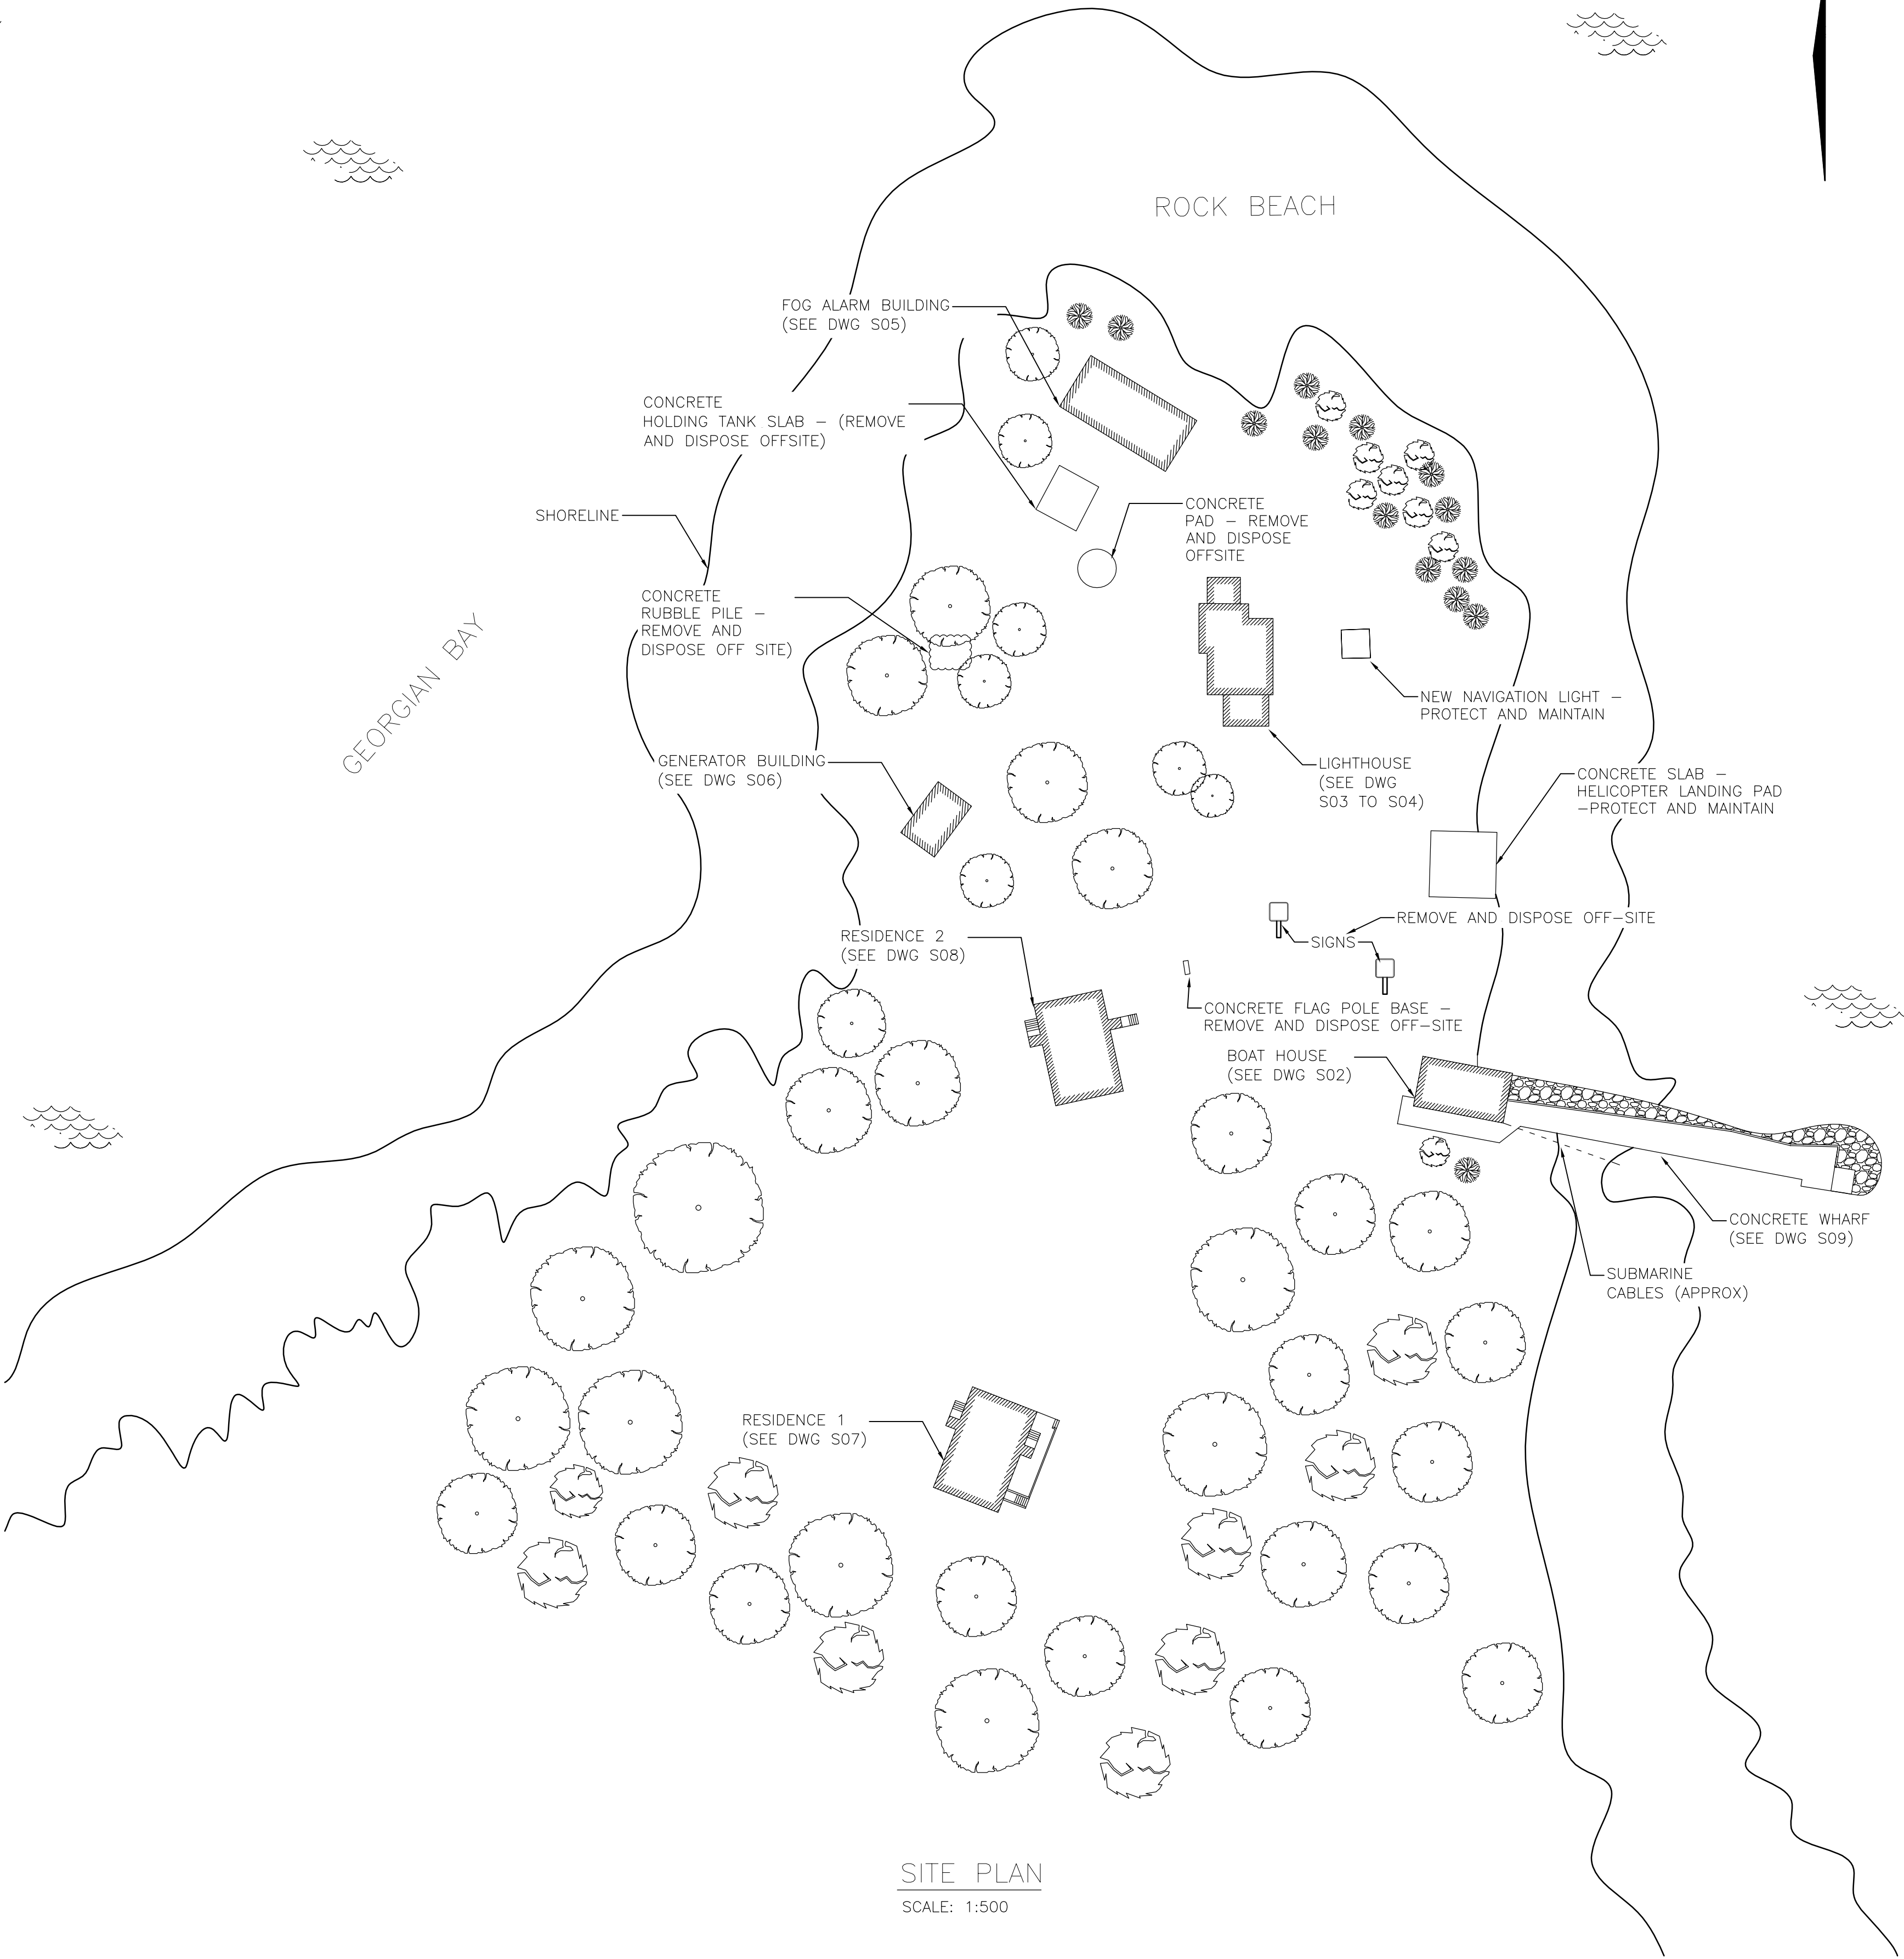 ROCK BEACH
FOG ALARM BUILDING
(SEE DWG S05)
CONCRETE
HOLDING TANK SLAB – (REMOVE
AND DISPOSE OFFSITE)
SHORELINE
CONCRETE
PAD – REMOVE
AND DISPOSE
OFFSITE
CONCRETE
RUBBLE PILE –
REMOVE AND
DISPOSE OFF SITE)
GEORGIAN BAY
NEW NAVIGATION LIGHT –
PROTECT AND MAINTAIN
GENERATOR BUILDING
(SEE DWG S06)
LIGHTHOUSE
(SEE DWG
S03 TO S04)
CONCRETE SLAB –
HELICOPTER LANDING PAD
–PROTECT AND MAINTAIN
REMOVE AND DISPOSE OFF–SITE
SIGNS
RESIDENCE 2
(SEE DWG S08)
CONCRETE FLAG POLE BASE –
REMOVE AND DISPOSE OFF–SITE
BOAT HOUSE
(SEE DWG S02)
CONCRETE WHARF
(SEE DWG S09)
SUBMARINE
CABLES (APPROX)
RESIDENCE 1
(SEE DWG S07)
SITE PLAN
SCALE: 1:500